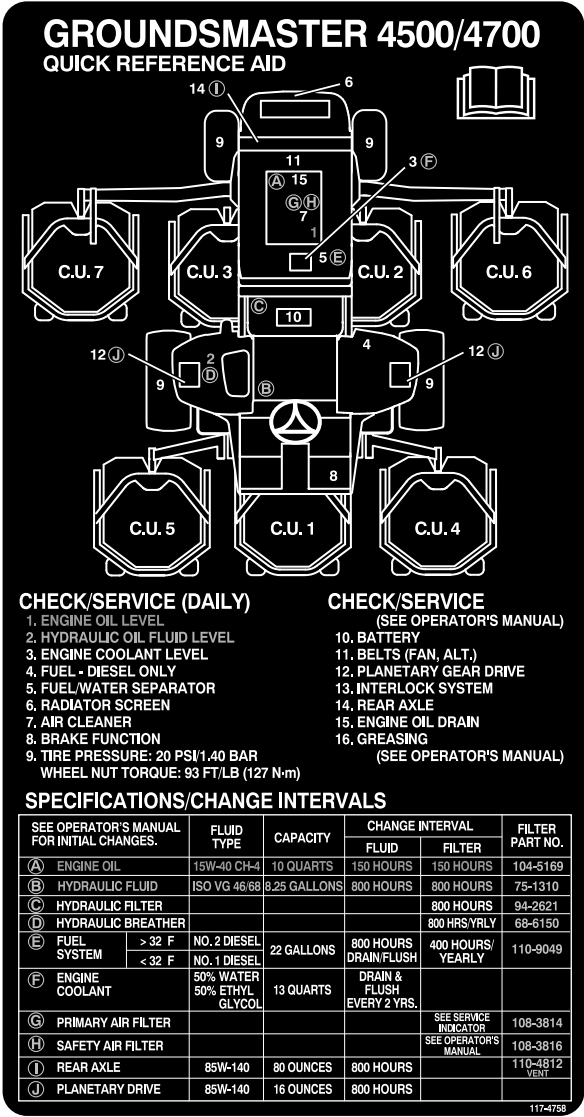 GROUNDSMASTER 4500/4700
QUICK REFERENCE AID
6
14 Ⓘ
9
9
11
3 Ⓕ
Ⓐ 15
Ⓖ Ⓗ
7
1
5 Ⓔ
C.U. 7
C.U. 3
C.U. 2
C.U. 6
Ⓒ
10
12 Ⓙ
2
Ⓓ
4
12 Ⓙ
9
Ⓑ
9
8
C.U. 5
C.U. 1
C.U. 4
CHECK/SERVICE (DAILY)
1. ENGINE OIL LEVEL
2. HYDRAULIC OIL FLUID LEVEL
3. ENGINE COOLANT LEVEL
4. FUEL - DIESEL ONLY
5. FUEL/WATER SEPARATOR
6. RADIATOR SCREEN
7. AIR CLEANER
8. BRAKE FUNCTION
9. TIRE PRESSURE: 20 PSI/1.40 BAR
WHEEL NUT TORQUE: 93 FT/LB (127 N·m)
CHECK/SERVICE
(SEE OPERATOR'S MANUAL)
10. BATTERY
11. BELTS (FAN, ALT.)
12. PLANETARY GEAR DRIVE
13. INTERLOCK SYSTEM
14. REAR AXLE
15. ENGINE OIL DRAIN
16. GREASING
(SEE OPERATOR'S MANUAL)
SPECIFICATIONS/CHANGE INTERVALS
SEE OPERATOR'S MANUAL
FOR INITIAL CHANGES.
FLUID
TYPE
CAPACITY
CHANGE INTERVAL
FLUID
FILTER
FILTER
PART NO.
Ⓐ ENGINE OIL 15W-40 CH-4 10 QUARTS 150 HOURS 150 HOURS 104-5169
Ⓑ HYDRAULIC FLUID ISO VG 46/68 8.25 GALLONS 800 HOURS 800 HOURS 75-1310
Ⓒ HYDRAULIC FILTER 800 HOURS 94-2621
Ⓓ HYDRAULIC BREATHER 800 HRS/YRLY 68-6150
Ⓔ FUEL
SYSTEM
> 32 F NO. 2 DIESEL
< 32 F NO. 1 DIESEL
22 GALLONS
800 HOURS
DRAIN/FLUSH
400 HOURS/
YEARLY
110-9049
Ⓕ ENGINE
COOLANT
50% WATER
50% ETHYL
GLYCOL
13 QUARTS
DRAIN &
FLUSH
EVERY 2 YRS.
Ⓖ PRIMARY AIR FILTER
SEE SERVICE
INDICATOR
108-3814
Ⓗ SAFETY AIR FILTER
SEE OPERATOR'S
MANUAL
108-3816
Ⓘ REAR AXLE 85W-140 80 OUNCES 800 HOURS
110-4812
VENT
Ⓙ PLANETARY DRIVE 85W-140 16 OUNCES 800 HOURS
117-4758